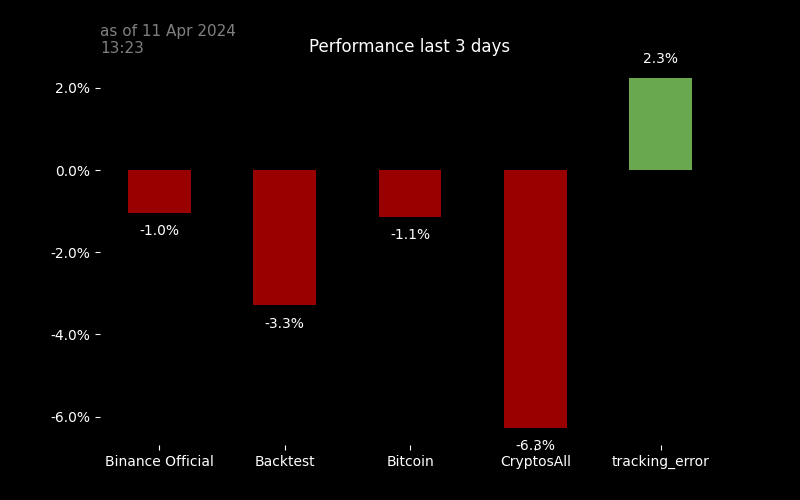 as of 11 Apr 2024
13:23
Performance last 3 days
2.3%
2.0%
0.0%
-1.0%
-1.1%
-2.0%
-3.3%
-4.0%
-6.0%
-6.3%
Binance Official
Backtest
Bitcoin
CryptosAll
tracking_error